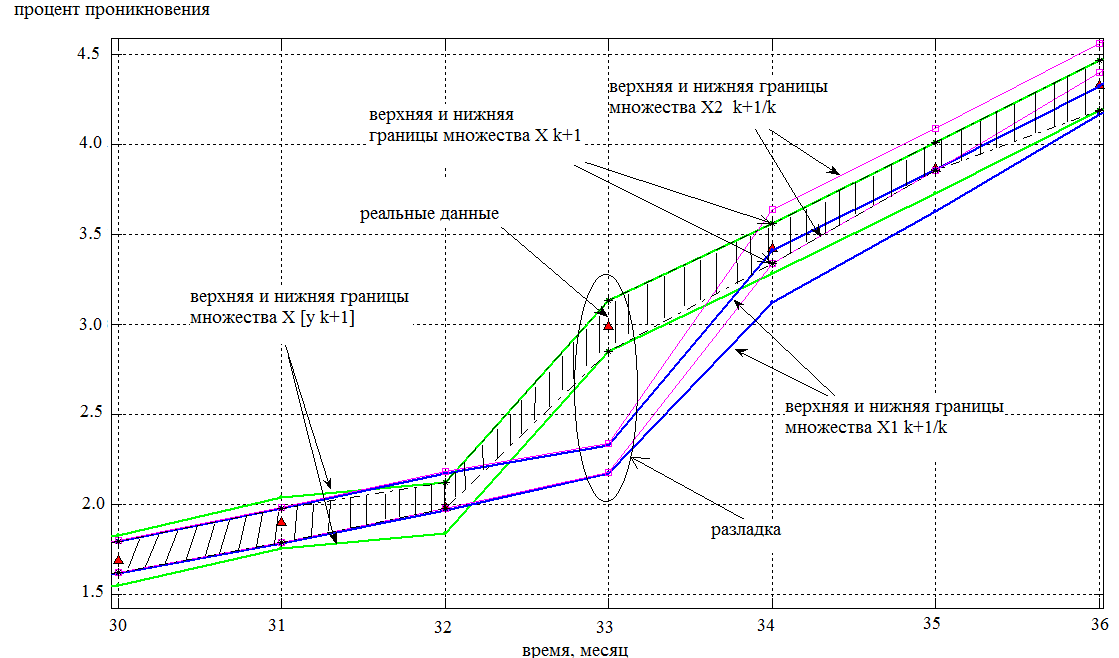 процент проникновения
4.5
верхняя и нижняя границы
множества X2 k+1/k
верхняя и нижняя
границы множества X k+1
4.0
реальные данные
3.5
верхняя и нижняя границы
множества X [y k+1]
3.0
2.5
верхняя и нижняя границы
множества X1 k+1/k
2.0
разладка
1.5
30 31 32 33 34 35 36
время, месяц